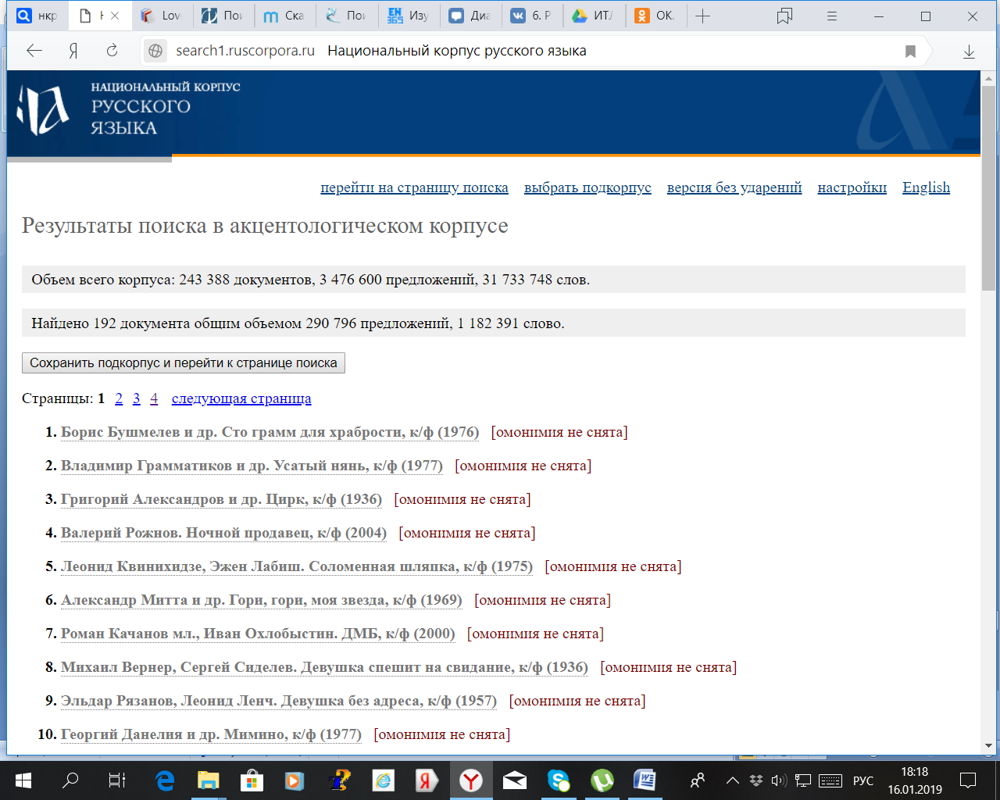 нкр
Н
Lov
Пои
Ска
Пои
Изу
Диа
6. Р
ИТЛ
ОК.
search1.ruscorpora.ru Национальный корпус русского языка
НАЦИОНАЛЬНЫЙ КОРПУС
РУССКОГО
ЯЗЫКА
перейти на страницу поиска выбрать подкорпус версия без ударений настройки English
Результаты поиска в акцентологическом корпусе
Объем всего корпуса: 243 388 документов, 3 476 600 предложений, 31 733 748 слов.
Найдено 192 документа общим объемом 290 796 предложений, 1 182 391 слово.
Сохранить подкорпус и перейти к странице поиска
Страницы: 1 2 3 4 следующая страница
1. Борис Бушмелев и др. Сто грамм для храбрости, к/ф (1976) [омонимия не снята]
2. Владимир Грамматиков и др. Усатый нянь, к/ф (1977) [омонимия не снята]
3. Григорий Александров и др. Цирк, к/ф (1936) [омонимия не снята]
4. Валерий Рожнов. Ночной продавец, к/ф (2004) [омонимия не снята]
5. Леонид Квинихидзе, Эжен Лабиш. Соломенная шляпка, к/ф (1975) [омонимия не снята]
6. Александр Митта и др. Гори, гори, моя звезда, к/ф (1969) [омонимия не снята]
7. Роман Качанов мл., Иван Охлобыстин. ДМБ, к/ф (2000) [омонимия не снята]
8. Михаил Вернер, Сергей Сиделев. Девушка спешит на свидание, к/ф (1936) [омонимия не снята]
9. Эльдар Рязанов, Леонид Ленч. Девушка без адреса, к/ф (1957) [омонимия не снята]
10. Георгий Данелия и др. Мимино, к/ф (1977) [омонимия не снята]
РУС
18:18
16.01.2019